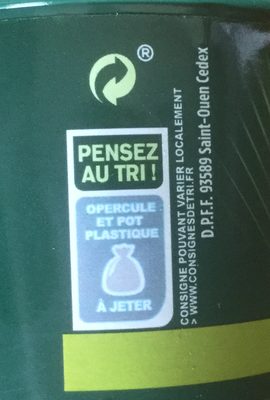 ®
PENSEZ
AU TRI !
OPERCULE
ET POT
PLASTIQUE
À JETER
CONSIGNE POUVANT VARIER LOCALEMENT
> WWW.CONSIGNESDETRI.FR
D.P.F.F. 93589 Saint-Ouen Cedex